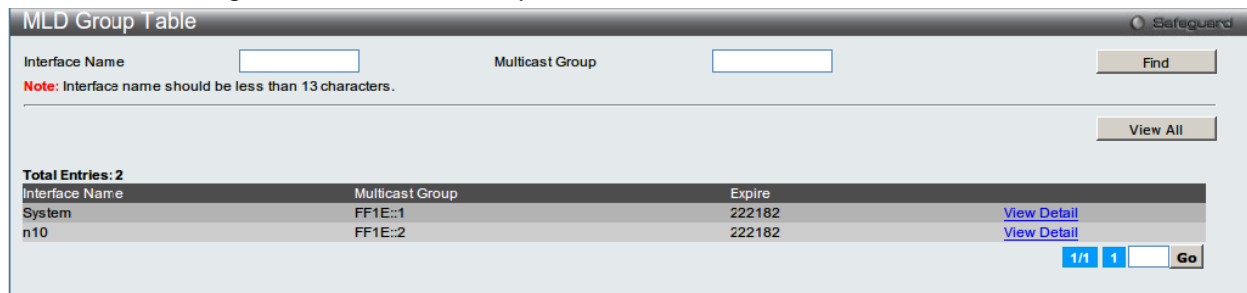 MLD Group Table Safeguard
Interface Name Multicast Group Find
Note: Interface name should be less than 13 characters.
View All
Total Entries: 2
Interface Name Multicast Group Expire
System FF1E::1 222182 View Detail
n10 FF1E::2 222182 View Detail
1/1 1 Go